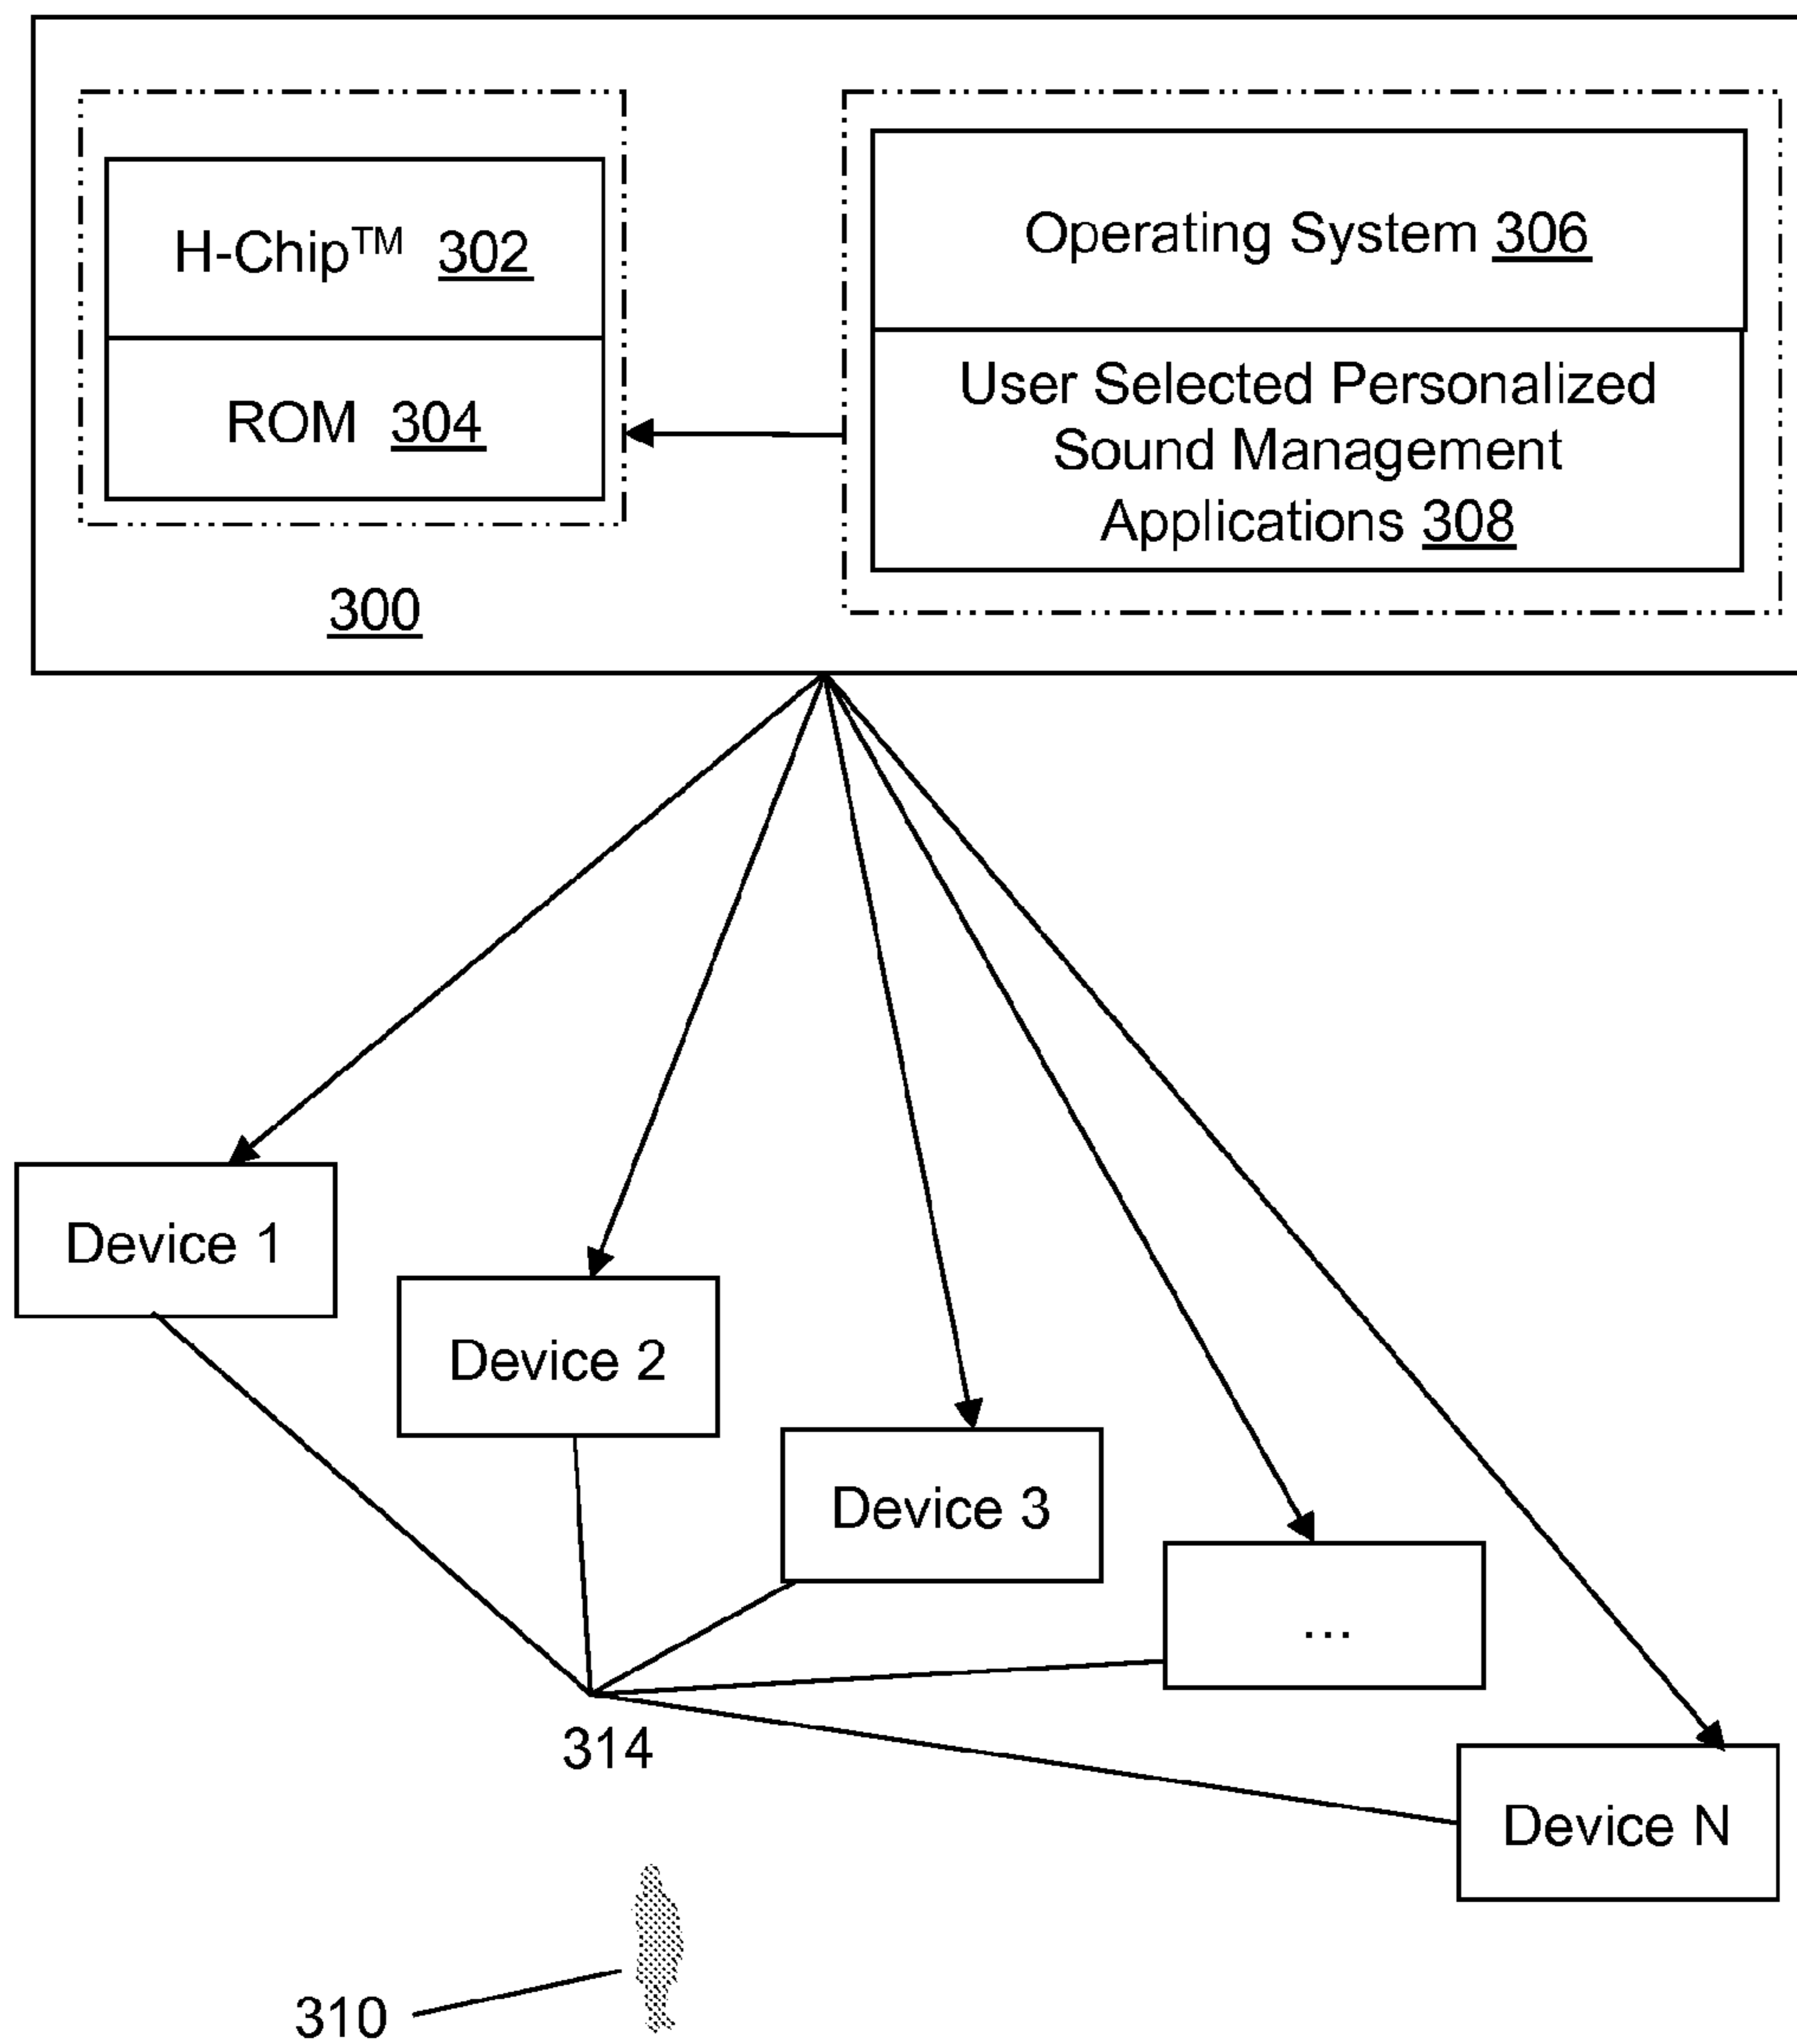 H-Chip™ 302
ROM 304
Operating System 306
User Selected Personalized
Sound Management
Applications 308
300
Device 1
Device 2
Device 3
...
Device N
314
310